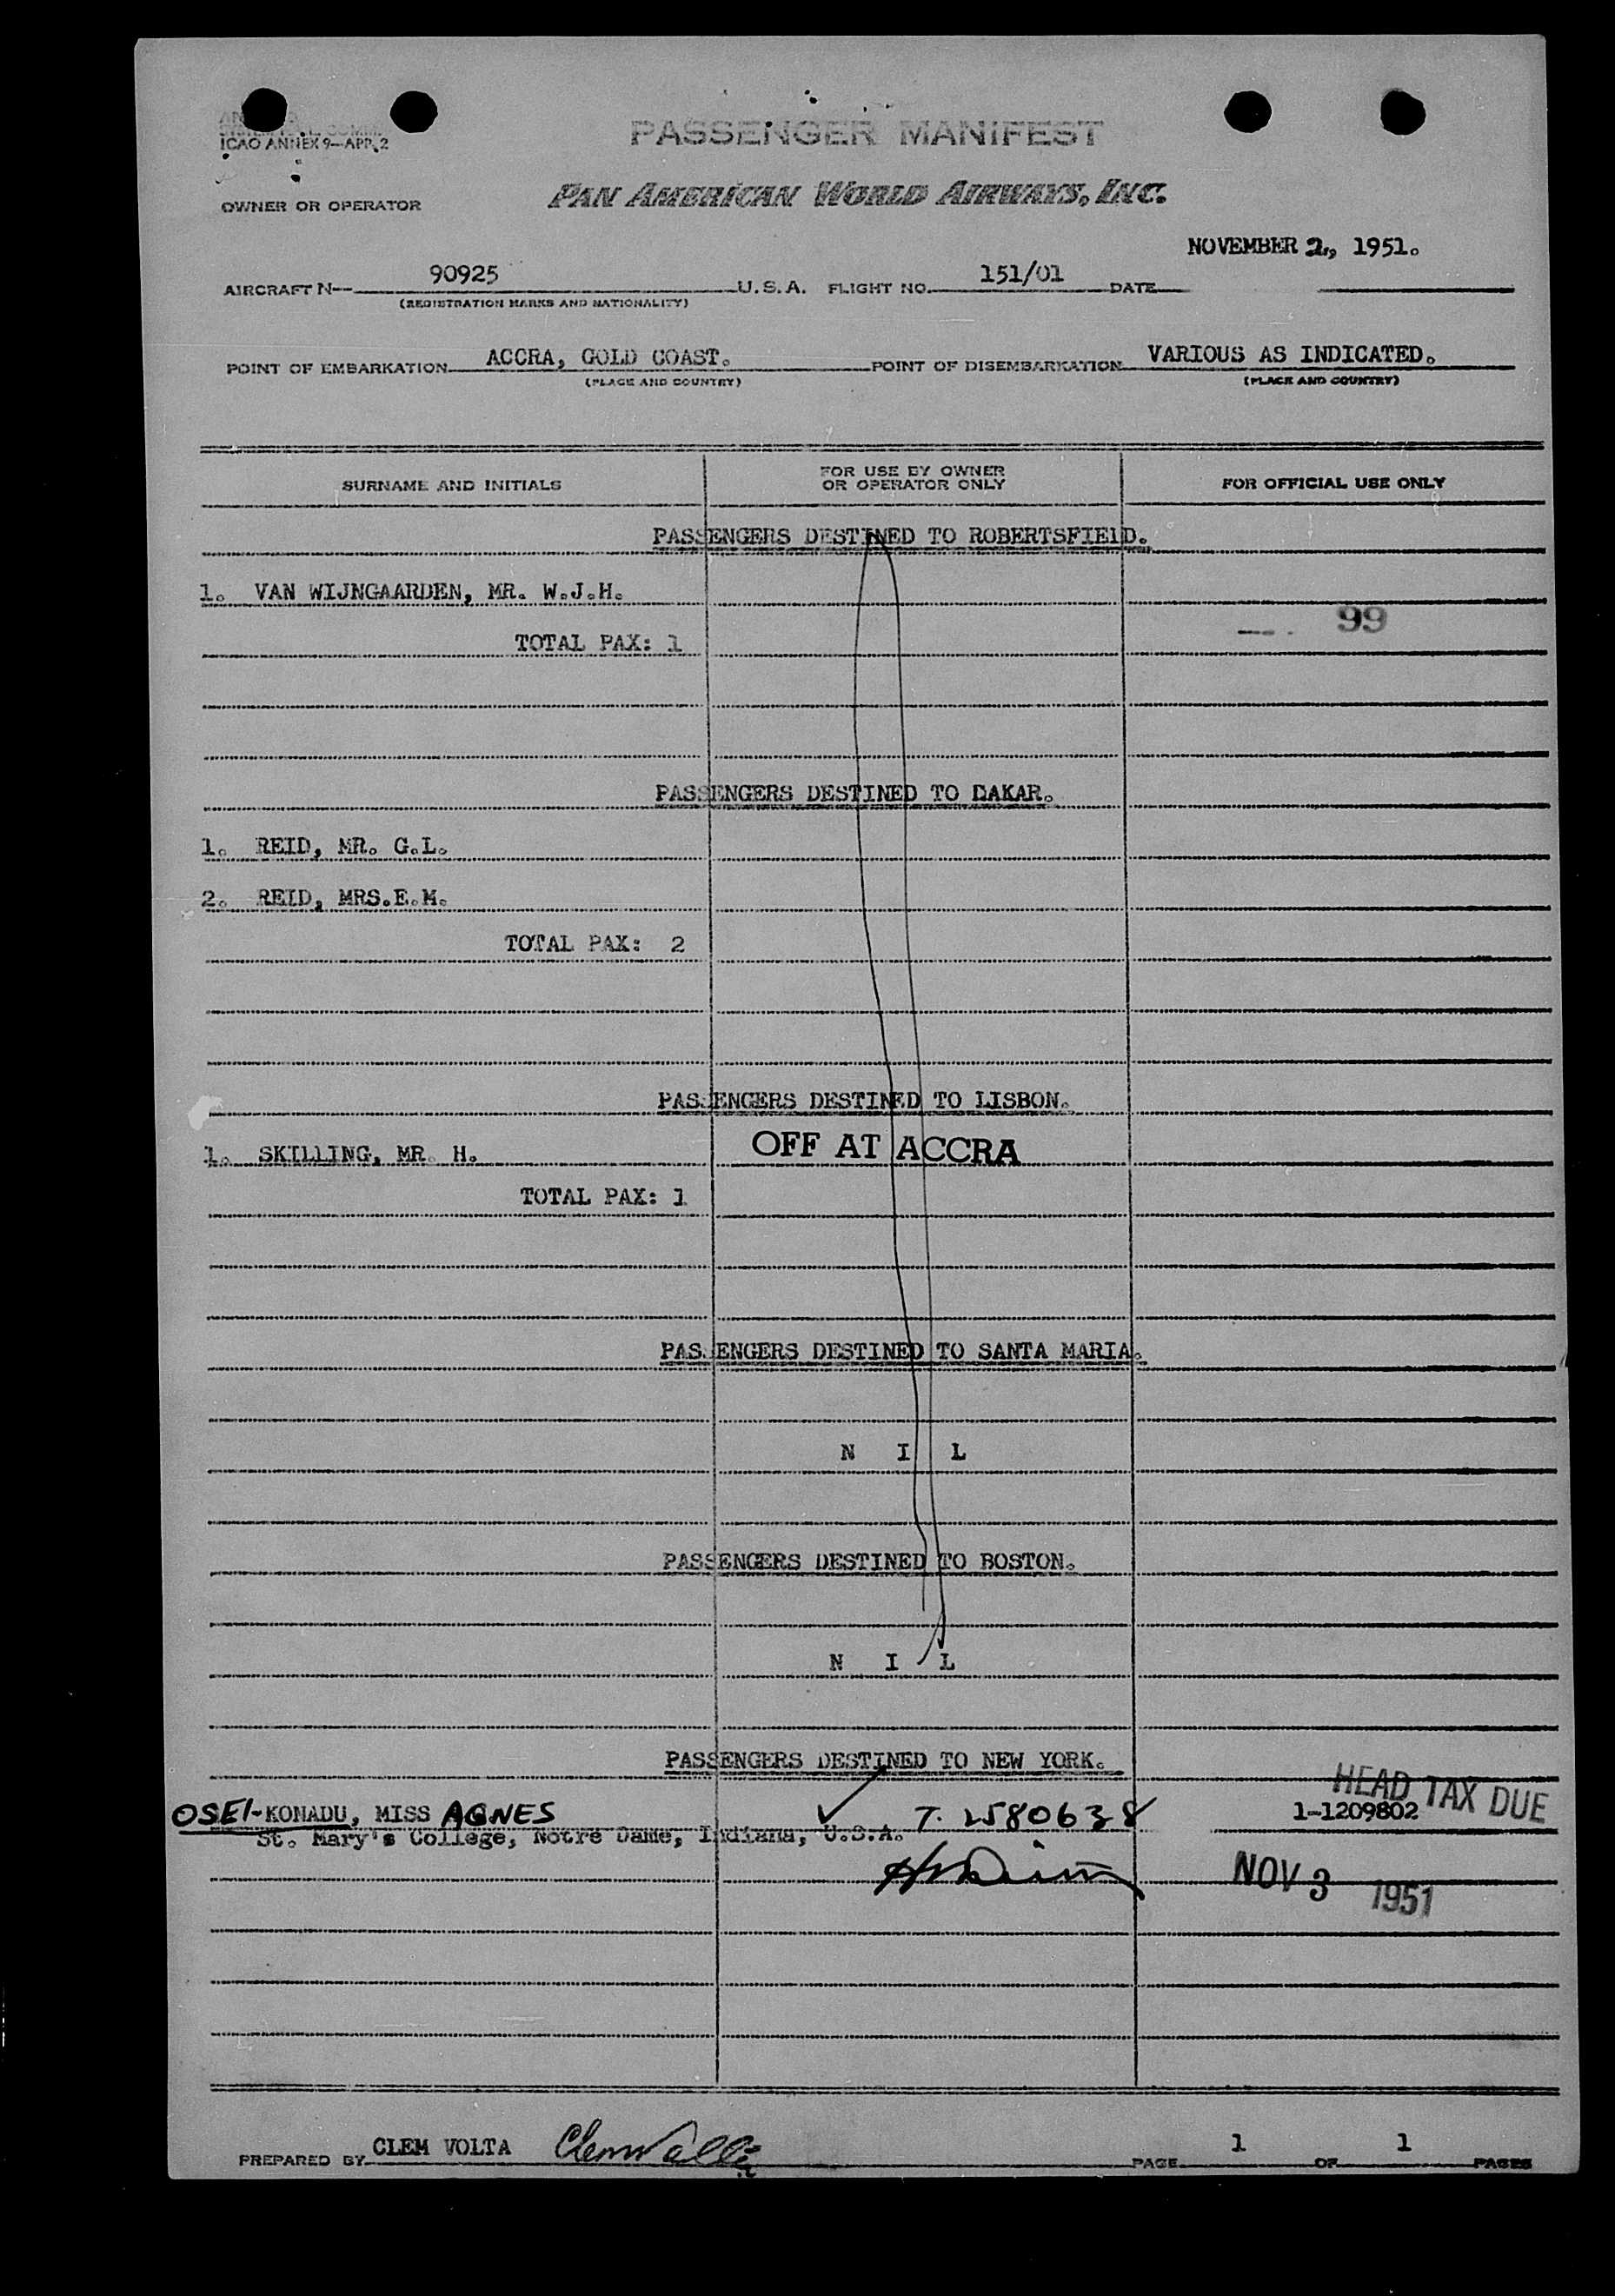 ICAO ANNEX 9—APP. 2
PASSENGER MANIFEST
OWNER OR OPERATOR
PAN AMERICAN WORLD AIRWAYS, INC.
NOVEMBER 2, 1951.
AIRCRAFT N-- 90925 U.S.A. FLIGHT NO. 151/01 DATE
(REGISTRATION MARKS AND NATIONALITY)
POINT OF EMBARKATION ACCRA, GOLD COAST. POINT OF DISEMBARKATION VARIOUS AS INDICATED.
(PLACE AND COUNTRY) (PLACE AND COUNTRY)
SURNAME AND INITIALS
FOR USE BY OWNER
OR OPERATOR ONLY
FOR OFFICIAL USE ONLY
PASSENGERS DESTINED TO ROBERTSFIELD.
1. VAN WIJNGAARDEN, MR. W.J.H.
99
TOTAL PAX: 1
PASSENGERS DESTINED TO DAKAR.
1. REID, MR. G.L.
2. REID, MRS.E.M.
TOTAL PAX: 2
PASSENGERS DESTINED TO LISBON.
1. SKILLING, MR. H. OFF AT ACCRA
TOTAL PAX: 1
PASSENGERS DESTINED TO SANTA MARIA.
N I L
PASSENGERS DESTINED TO BOSTON.
N I L
PASSENGERS DESTINED TO NEW YORK.
HEAD TAX DUE
OSEI-KONADU, MISS AGNES T. 2580638 1-1209802
St. Mary's College, Notre Dame, Indiana, U.S.A.
NOV 3 1951
PREPARED BY CLEM VOLTA Clem Volta PAGE 1 OF 1 PAGES